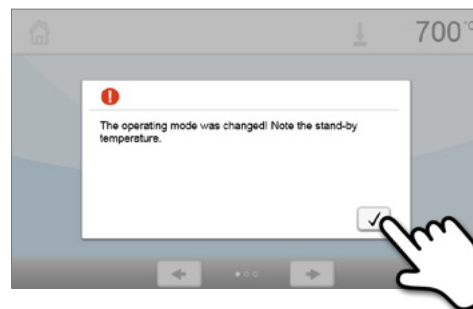 700°C
The operating mode was changed! Note the stand-by
temperature.